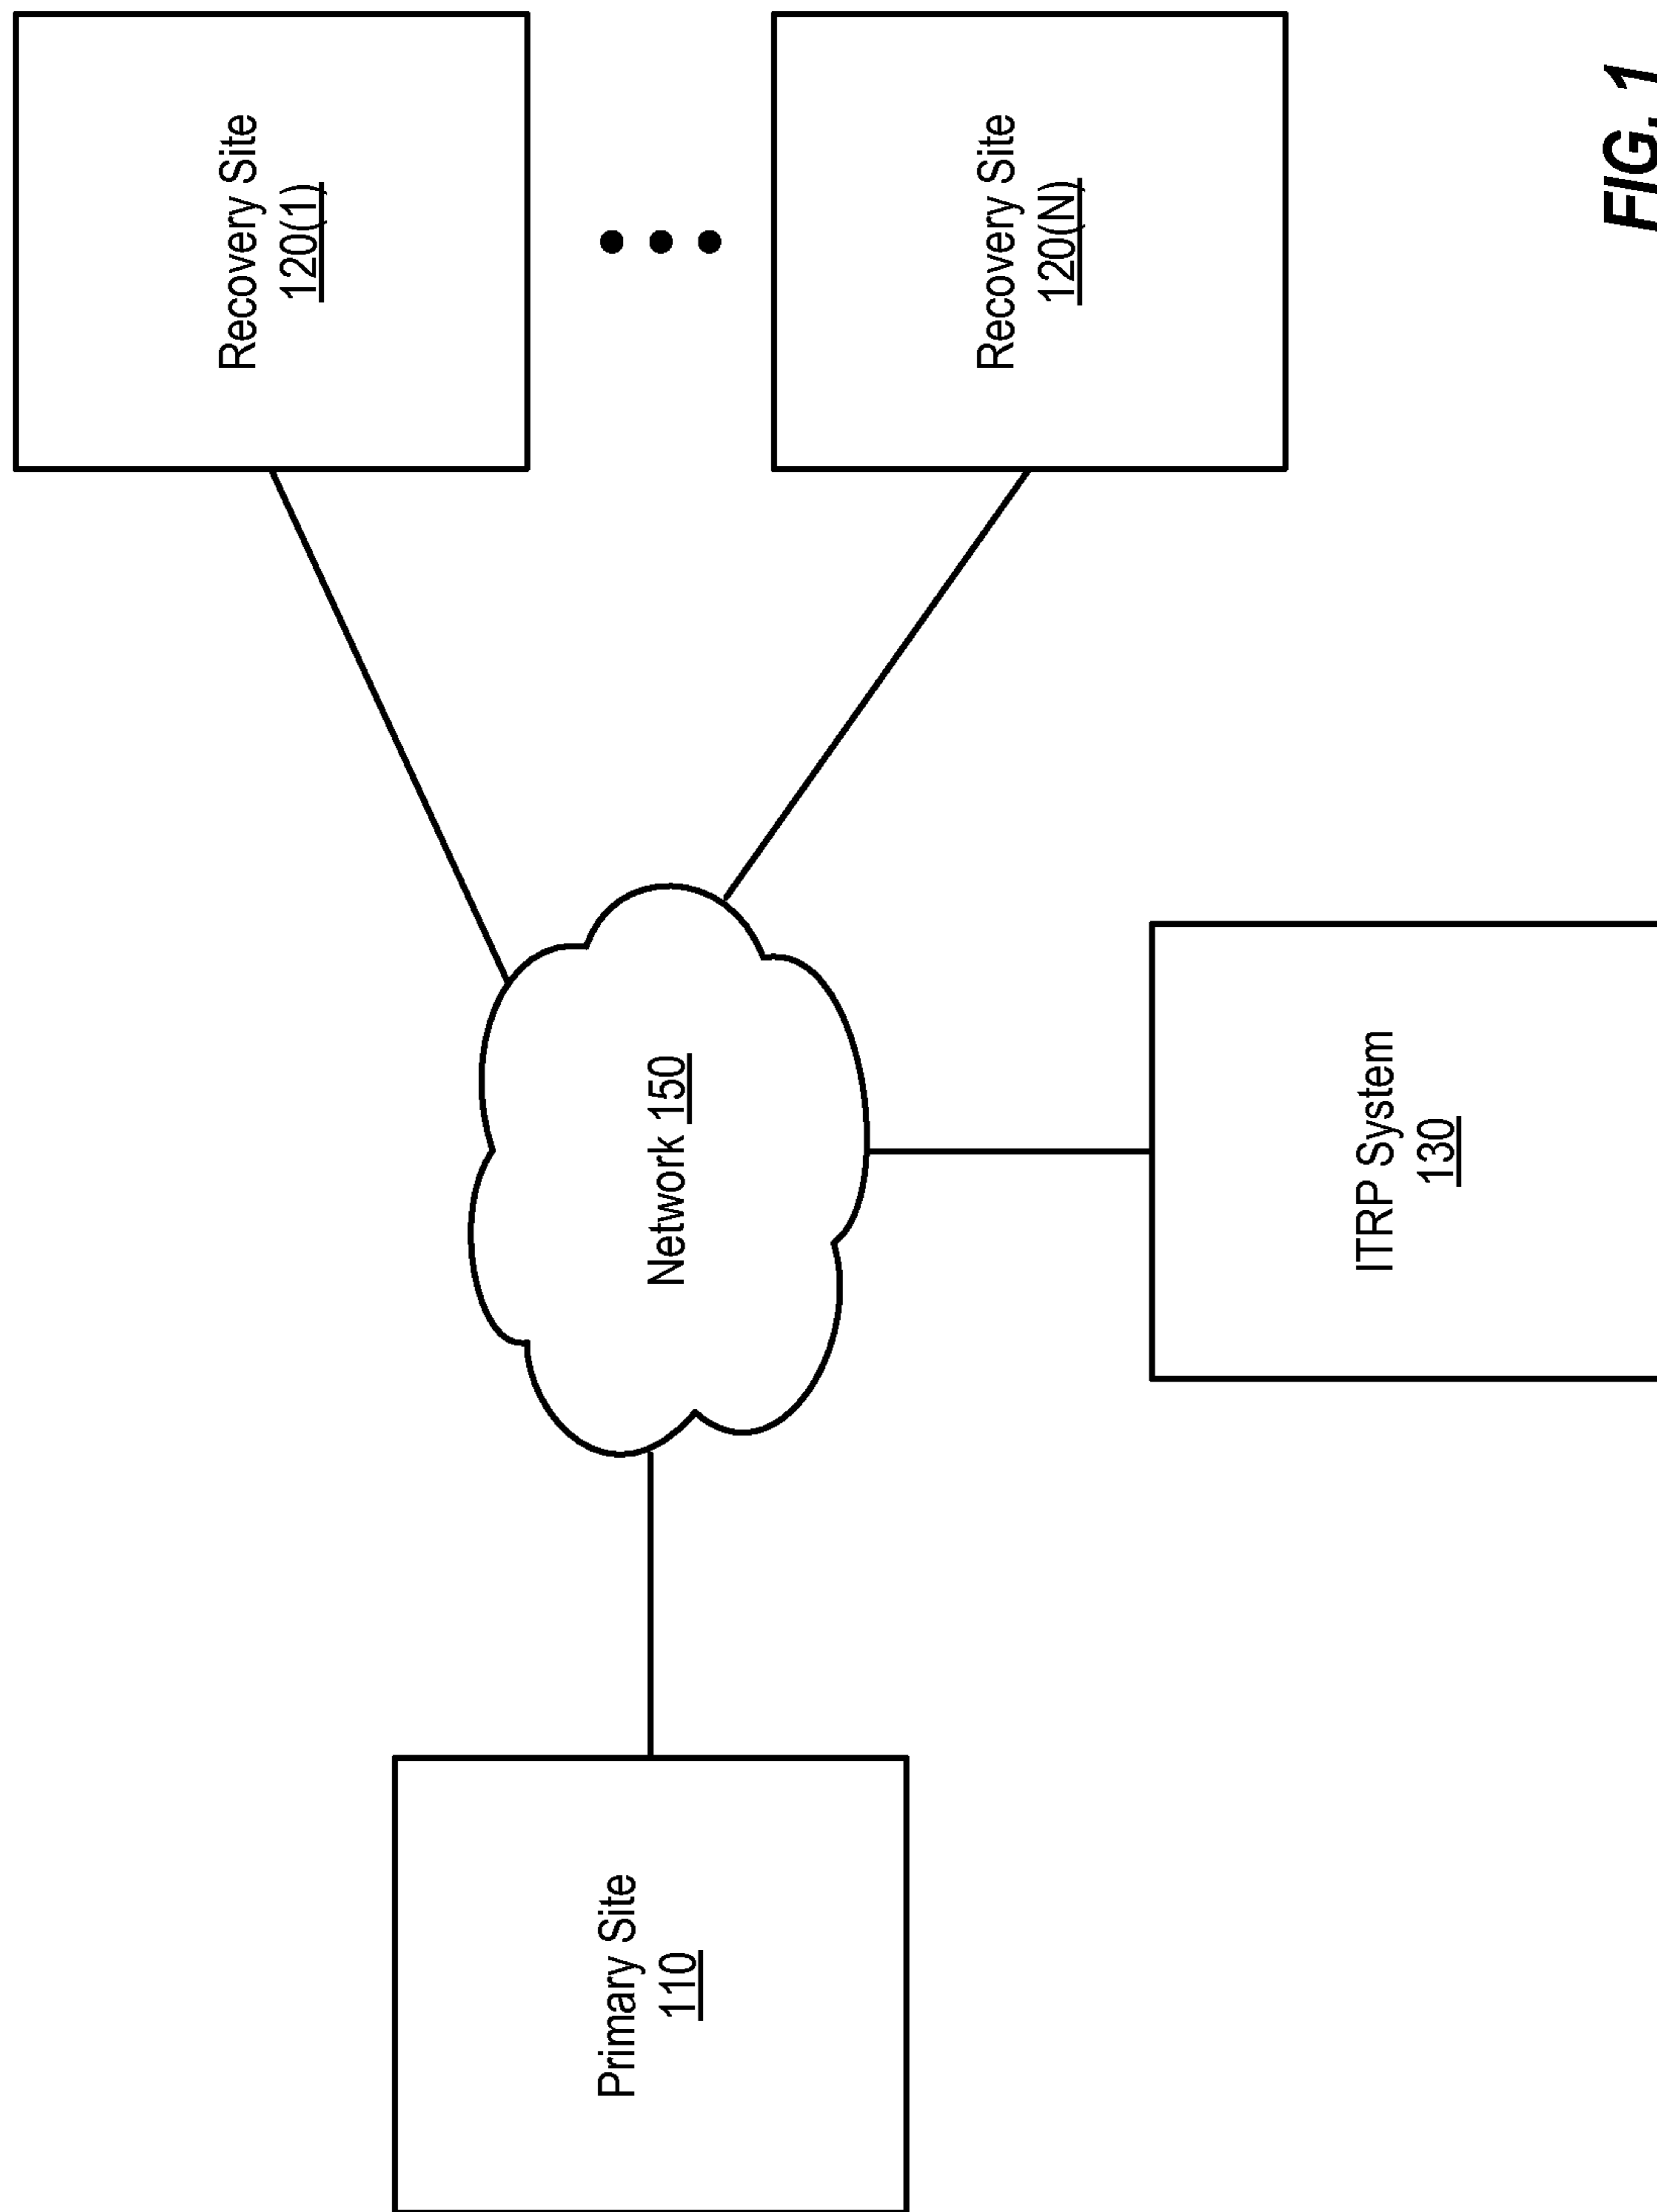 Primary Site
110
Network 150
Recovery Site
120(1)
Recovery Site
120(N)
ITRP System
130
FIG. 1